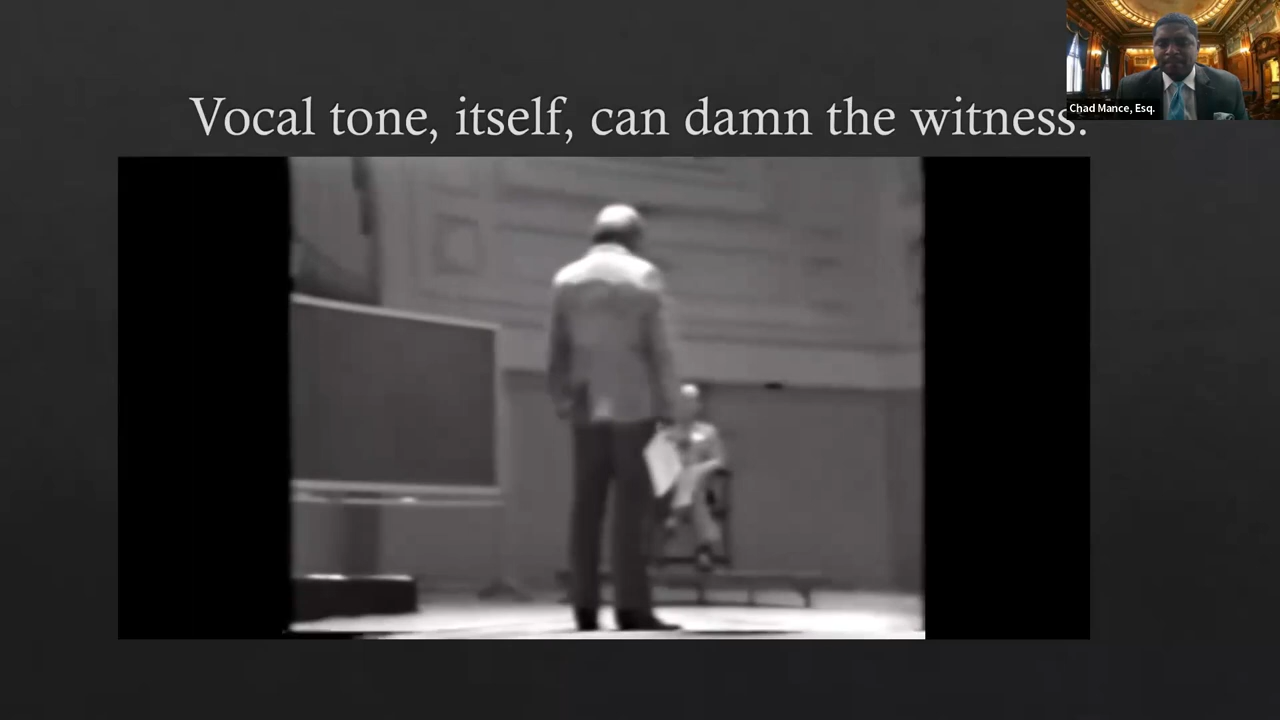 Vocal tone, itself, can damn the witness.
Chad Mance, Esq.